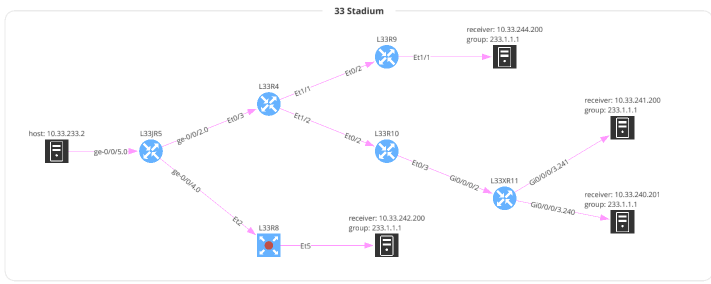 33 Stadium
receiver: 10.33.244.200
group: 233.1.1.1
L33R9
Et1/1
Et0/2
L33R4
Et1/1
receiver: 10.33.241.200
group: 233.1.1.1
Et0/3
Et1/2
host: 10.33.233.2
L33JR5
ge-0/0/2.0
Et0/2
L33R10
ge-0/0/5.0
Et0/3
Gi0/0/0/3.241
ge-0/0/4.0
Gi0/0/0/2
L33XR11
receiver: 10.33.240.201
group: 233.1.1.1
Gi0/0/0/3.240
Et2
L33R8
receiver: 10.33.242.200
group: 233.1.1.1
Et5